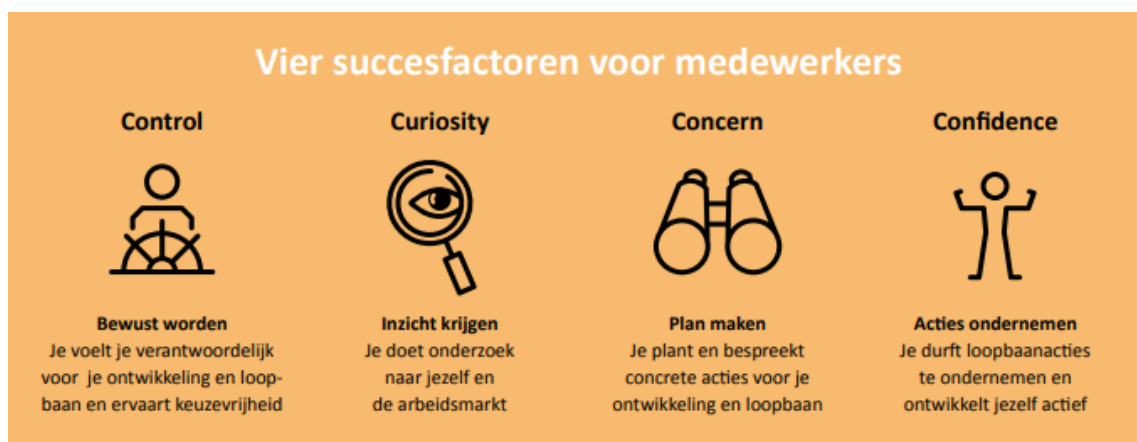 Vier succesfactoren voor medewerkers
Control
Curiosity
Concern
Confidence
Bewust worden
Je voelt je verantwoordelijk
voor je ontwikkeling en loop-
baan en ervaart keuzevrijheid
Inzicht krijgen
Je doet onderzoek
naar jezelf en
de arbeidsmarkt
Plan maken
Je plant en bespreekt
concrete acties voor je
ontwikkeling en loopbaan
Acties ondernemen
Je durft loopbaanacties
te ondernemen en
ontwikkelt jezelf actief